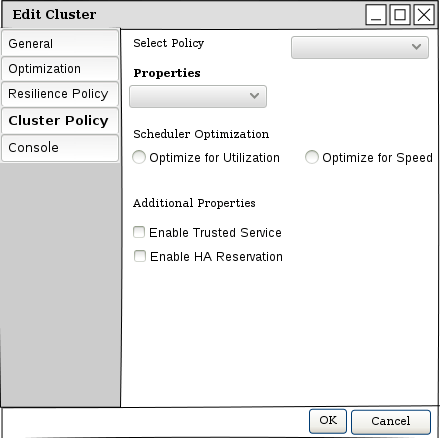 Edit Cluster
General
Optimization
Resilience Policy
Cluster Policy
Console
Select Policy
Properties
Scheduler Optimization
Optimize for Utilization Optimize for Speed
Additional Properties
Enable Trusted Service
Enable HA Reservation
OK Cancel